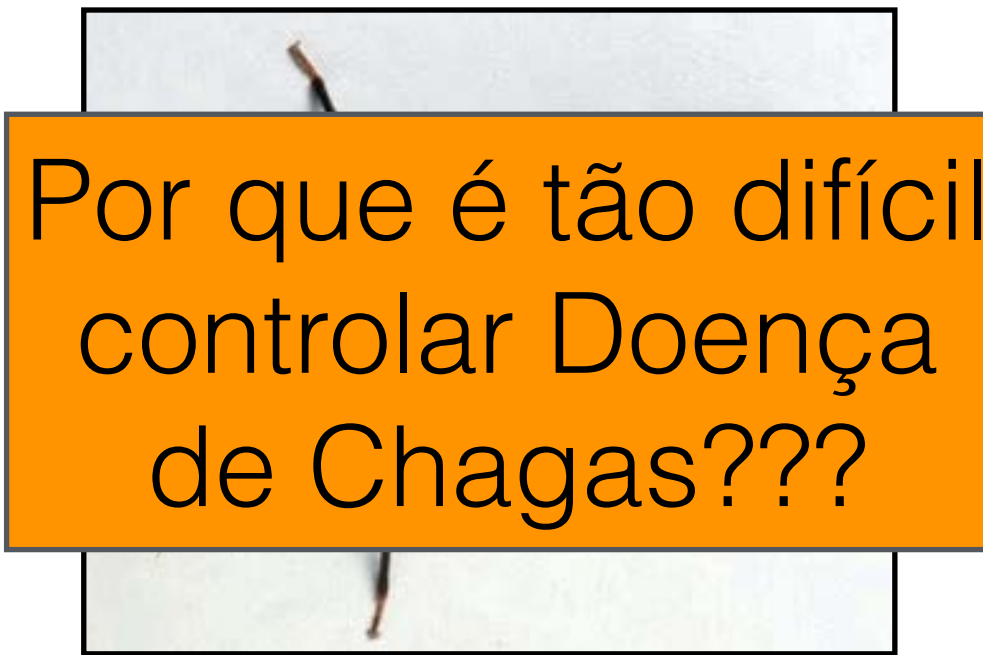 Por que é tão difícil
controlar Doença
de Chagas???